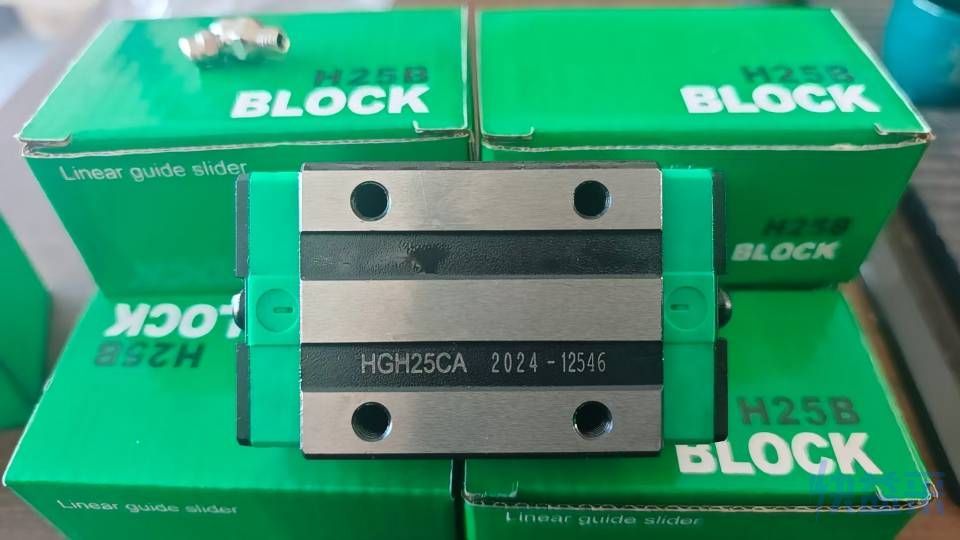 H25B
BLOCK
Linear guide slider
H25B
BLOCK
H25B
BLOCK
BLOCK
H25B
HGH25CA 2024-12546
H25B
BLOCK
Linear guide slider
Linear guide slider